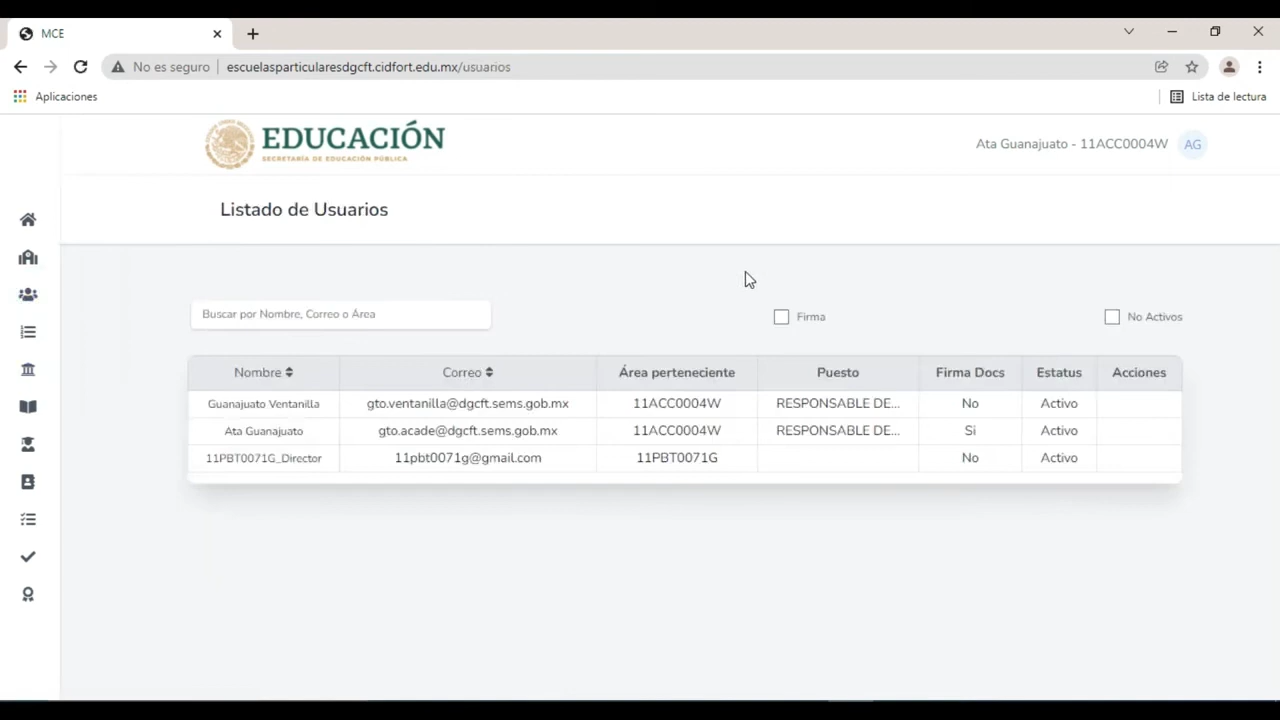 MCE
No es seguro
escuelasparticularesdgcft.cidfort.edu.mx/usuarios
Aplicaciones
Lista de lectura
EDUCACIÓN
SECRETARÍA DE EDUCACIÓN PÚBLICA
Ata Guanajuato - 11ACC0004W AG
Listado de Usuarios
Buscar por Nombre, Correo o Área
Firma
No Activos
Nombre Correo Área perteneciente Puesto Firma Docs Estatus Acciones
Guanajuato Ventanilla gto.ventanilla@dgcft.sems.gob.mx 11ACC0004W RESPONSABLE DE... No Activo
Ata Guanajuato gto.acade@dgcft.sems.gob.mx 11ACC0004W RESPONSABLE DE... Si Activo
11PBT0071G_Director 11pbt0071g@gmail.com 11PBT0071G No Activo